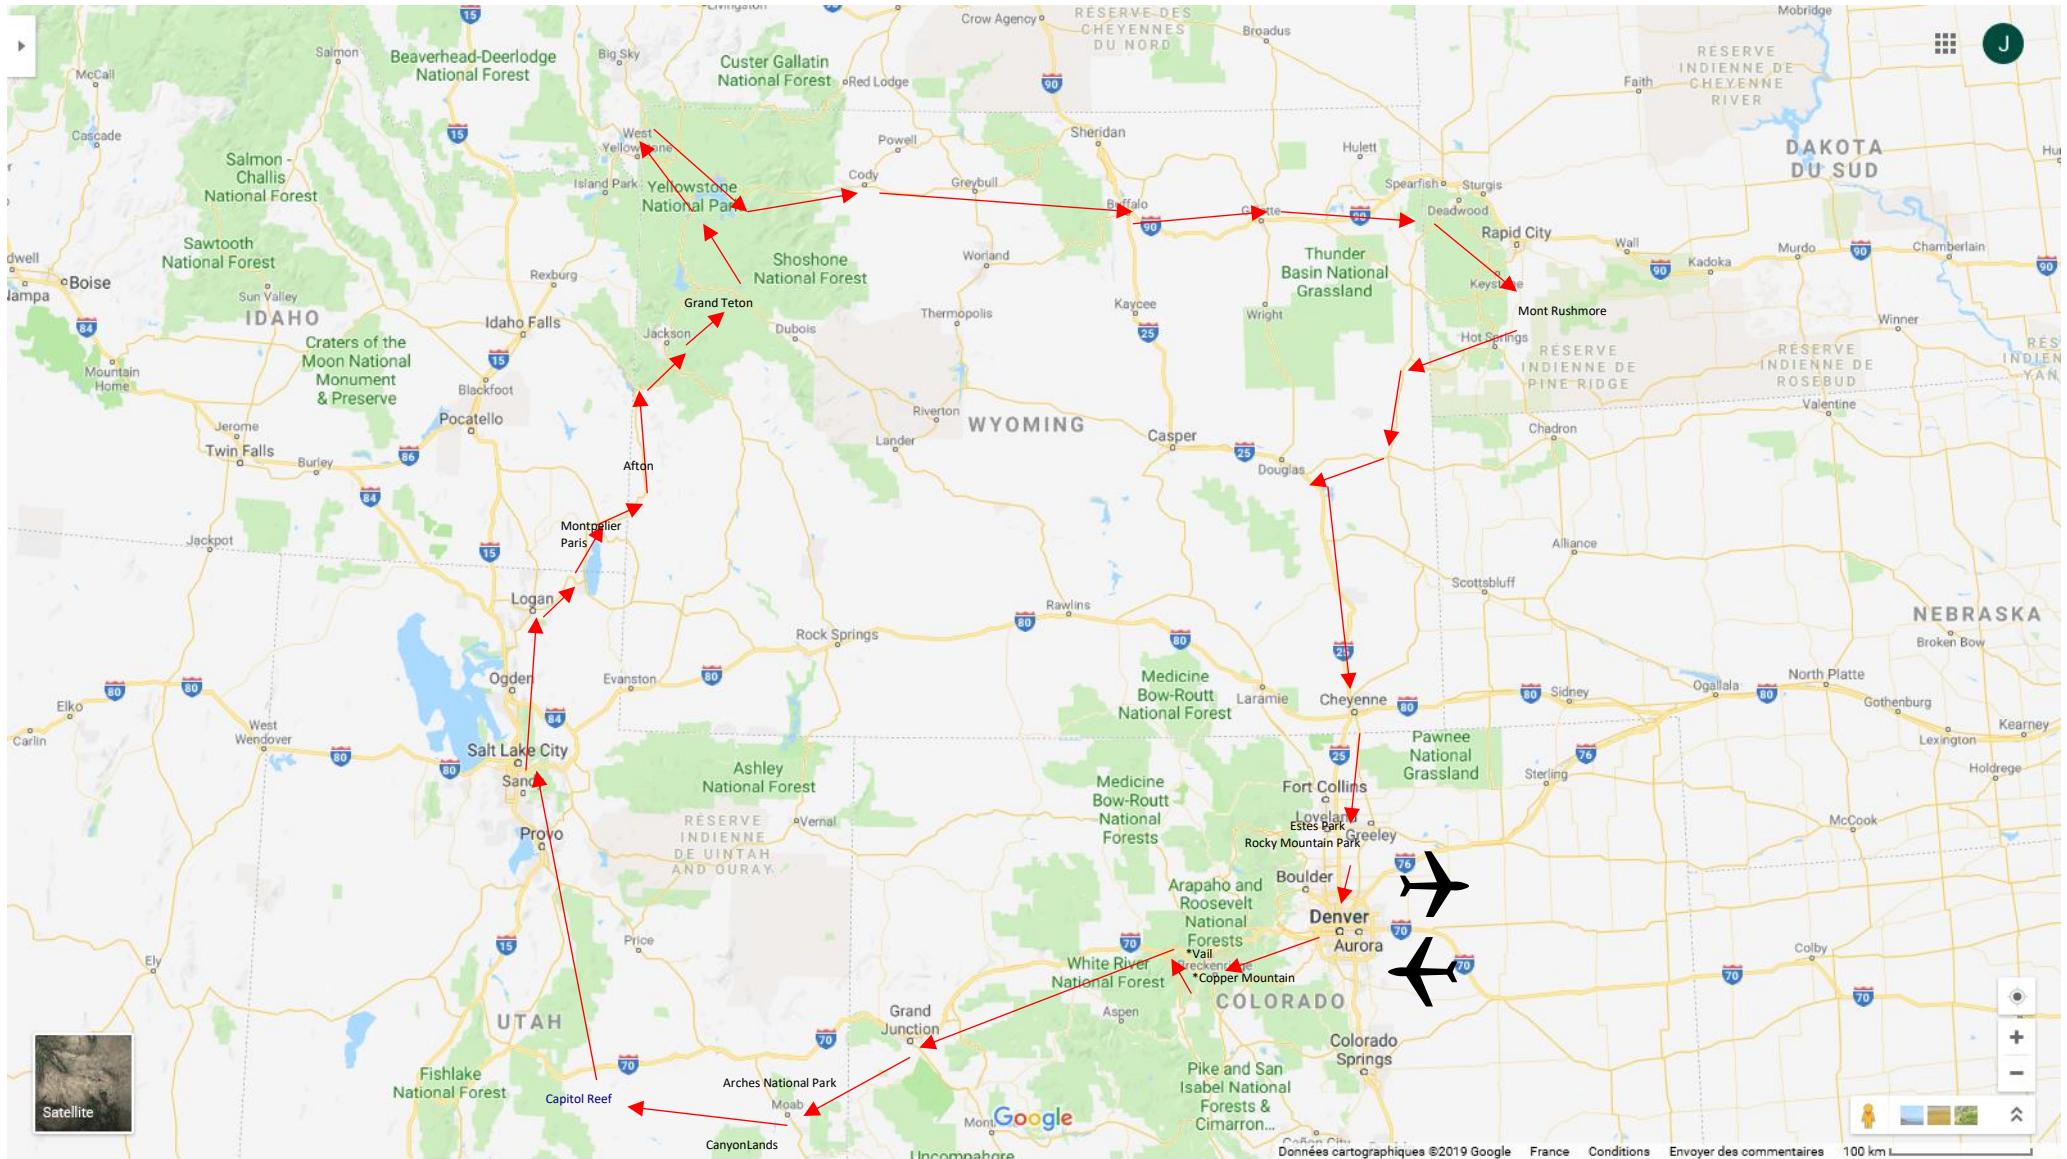 Livingston
Crow Agency
RÉSERVE DES
CHEYENNES
DU NORD
Mobridge
Broadus
J
Salmon
Beaverhead-Deerlodge
National Forest
Big Sky
Custer Gallatin
National Forest
Red Lodge
RÉSERVE
INDIENNE DE
CHEYENNE
RIVER
Faith
McCall
Cascade
West
Yellowstone
Powell
Sheridan
Hulett
DAKOTA
DU SUD
Salmon -
Challis
National Forest
Island Park
Yellowstone
National Park
Cody
Greybull
Spearfish
Sturgis
Deadwood
Buffalo
Gillette
Rapid City
Wall
Kadoka
Murdo
Chamberlain
Sawtooth
National Forest
Shoshone
National Forest
Worland
Thunder
Basin National
Grassland
Boise
Nampa
Sun Valley
IDAHO
Rexburg
Grand Teton
Keystone
Mont Rushmore
Kaycee
Wright
Thermopolis
Idaho Falls
Jackson
Dubois
Hot Springs
Winner
Craters of the
Moon National
Monument
& Preserve
RÉSERVE
INDIENNE DE
PINE RIDGE
RÉSERVE
INDIENNE DE
ROSEBUD
Mountain
Home
Blackfoot
Pocatello
Riverton
WYOMING
Valentine
Jerome
Twin Falls
Burley
Lander
Casper
Chadron
Afton
Douglas
Montpelier
Paris
Jackpot
Alliance
Logan
Scottsbluff
Rawlins
NEBRASKA
Rock Springs
Broken Bow
Ogden
Evanston
Medicine
Bow-Routt
National Forest
Laramie
Cheyenne
Sidney
Ogallala
North Platte
Gothenburg
Elko
Carlin
West
Wendover
Salt Lake City
Sandy
Kearney
Lexington
Pawnee
National
Grassland
Ashley
National Forest
Medicine
Bow-Routt
National
Forests
Fort Collins
Sterling
Holdrege
Loveland
Estes Park
Greeley
Rocky Mountain Park
McCook
Provo
RÉSERVE
INDIENNE
DE UINTAH
AND OURAY
Vernal
Boulder
Arapaho and
Roosevelt
National
Forests
Denver
Aurora
Price
Ely
Colby
*Vail
White River
National Forest
Breckenridge
*Copper Mountain
COLORADO
Aspen
Grand
Junction
UTAH
Colorado
Springs
Fishlake
National Forest
Arches National Park
Capitol Reef
Moab
Pike and San
Isabel National
Forests &
Cimarron...
CanyonLands
Google
Uncompahgre
Cañon City
Satellite
Données cartographiques ©2019 Google France Conditions Envoyer des commentaires 100 km
15
90
84
86
25
80
76
70